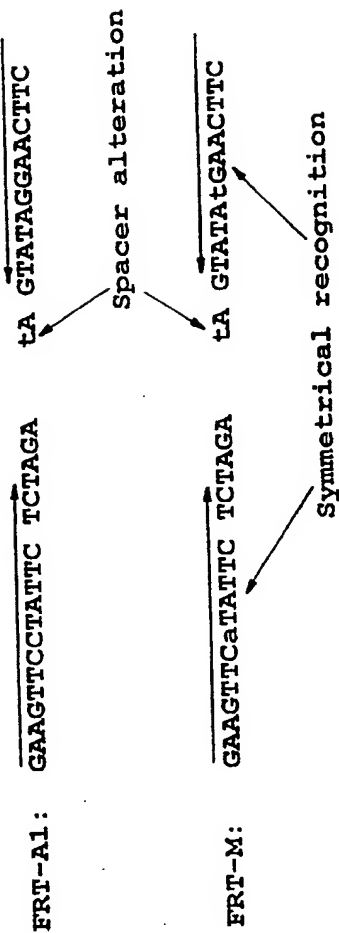 FRT-A1: GAAGTTCCTATTC TCTAGA tA GTATAGGAACTTC
Spacer alteration
FRT-M: GAAGTTCaTATTC TCTAGA tA GTATAtGAACTTC
Symmetrical recognition